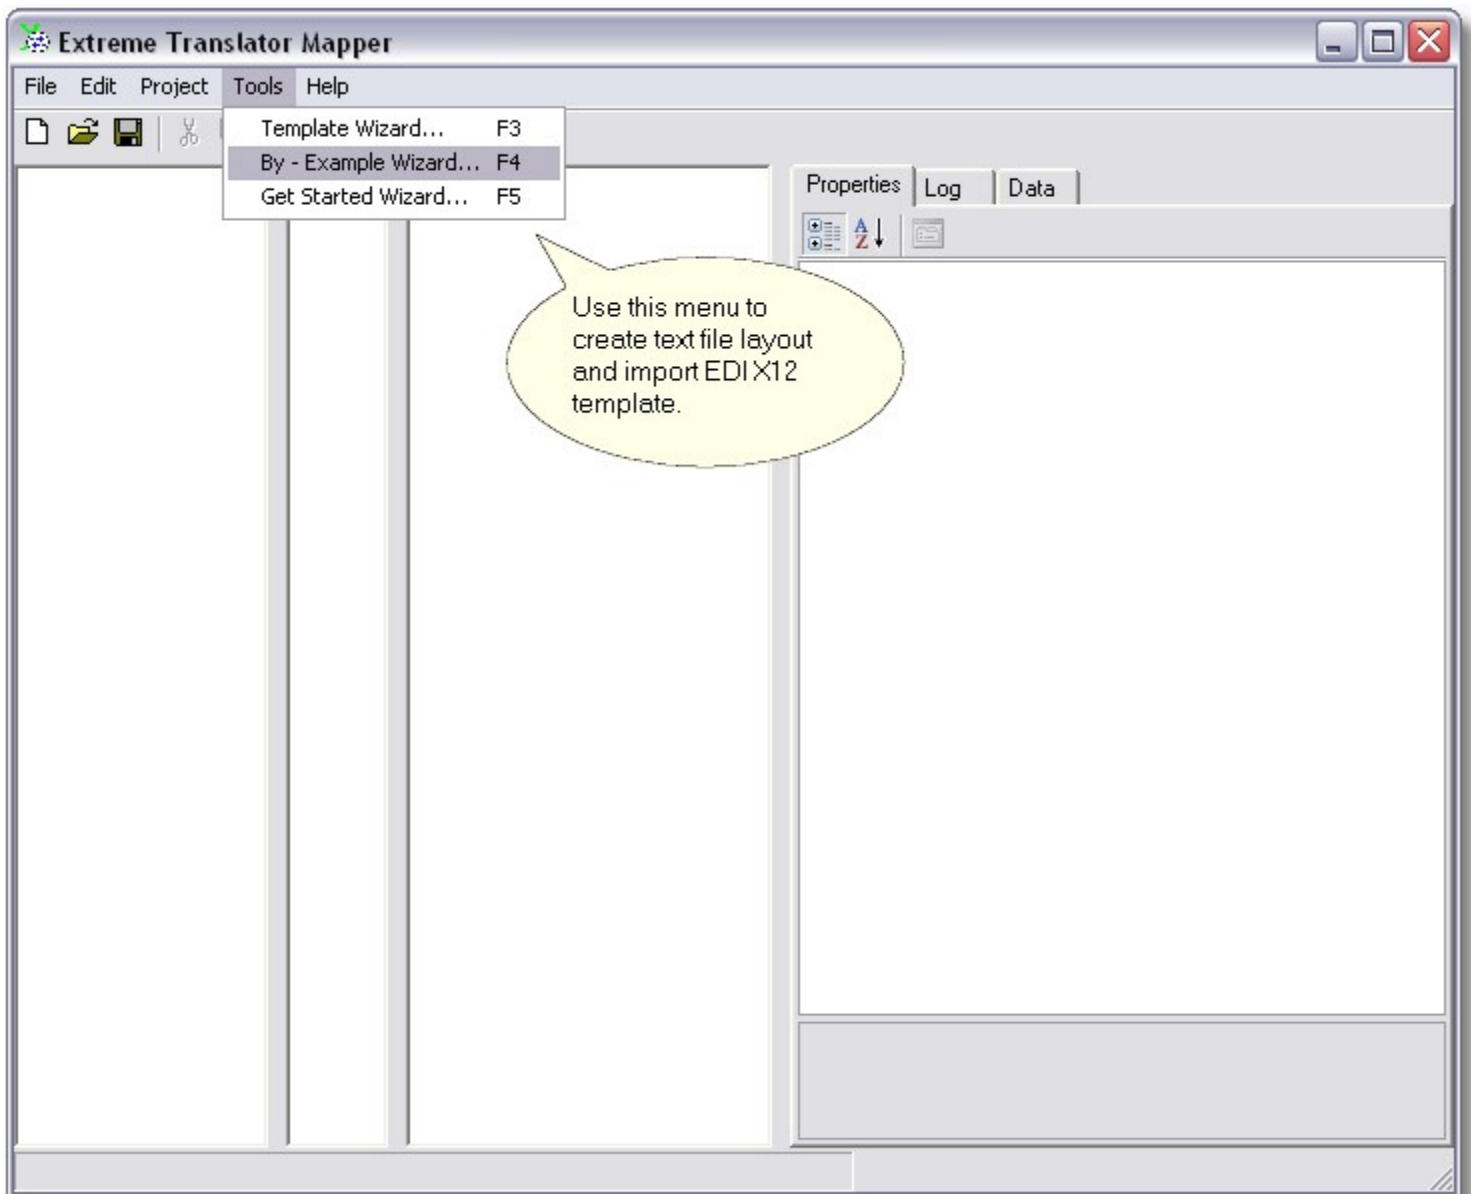 Extreme Translator Mapper
File Edit Project Tools Help
Template Wizard... F3
By - Example Wizard... F4
Get Started Wizard... F5
Properties Log Data
Use this menu to
create text file layout
and import EDI X12
template.